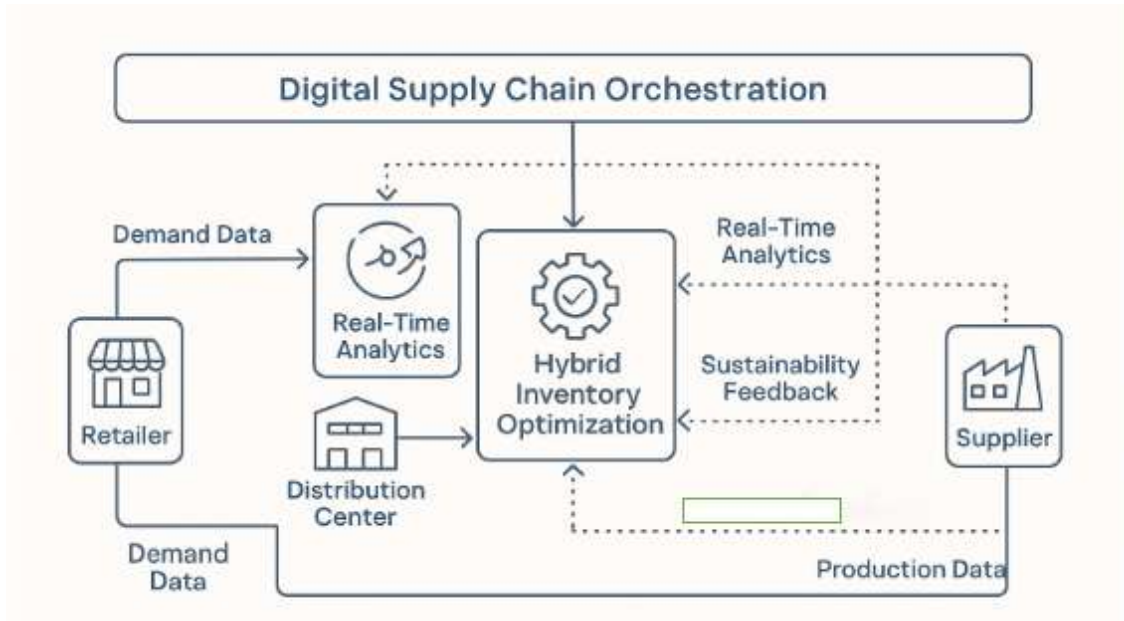 Digital Supply Chain Orchestration
Demand Data
Real-Time
Analytics
Real-Time
Analytics
Hybrid
Inventory
Optimization
Sustainability
Feedback
Retailer
Supplier
Distribution
Center
Demand
Data
Production Data